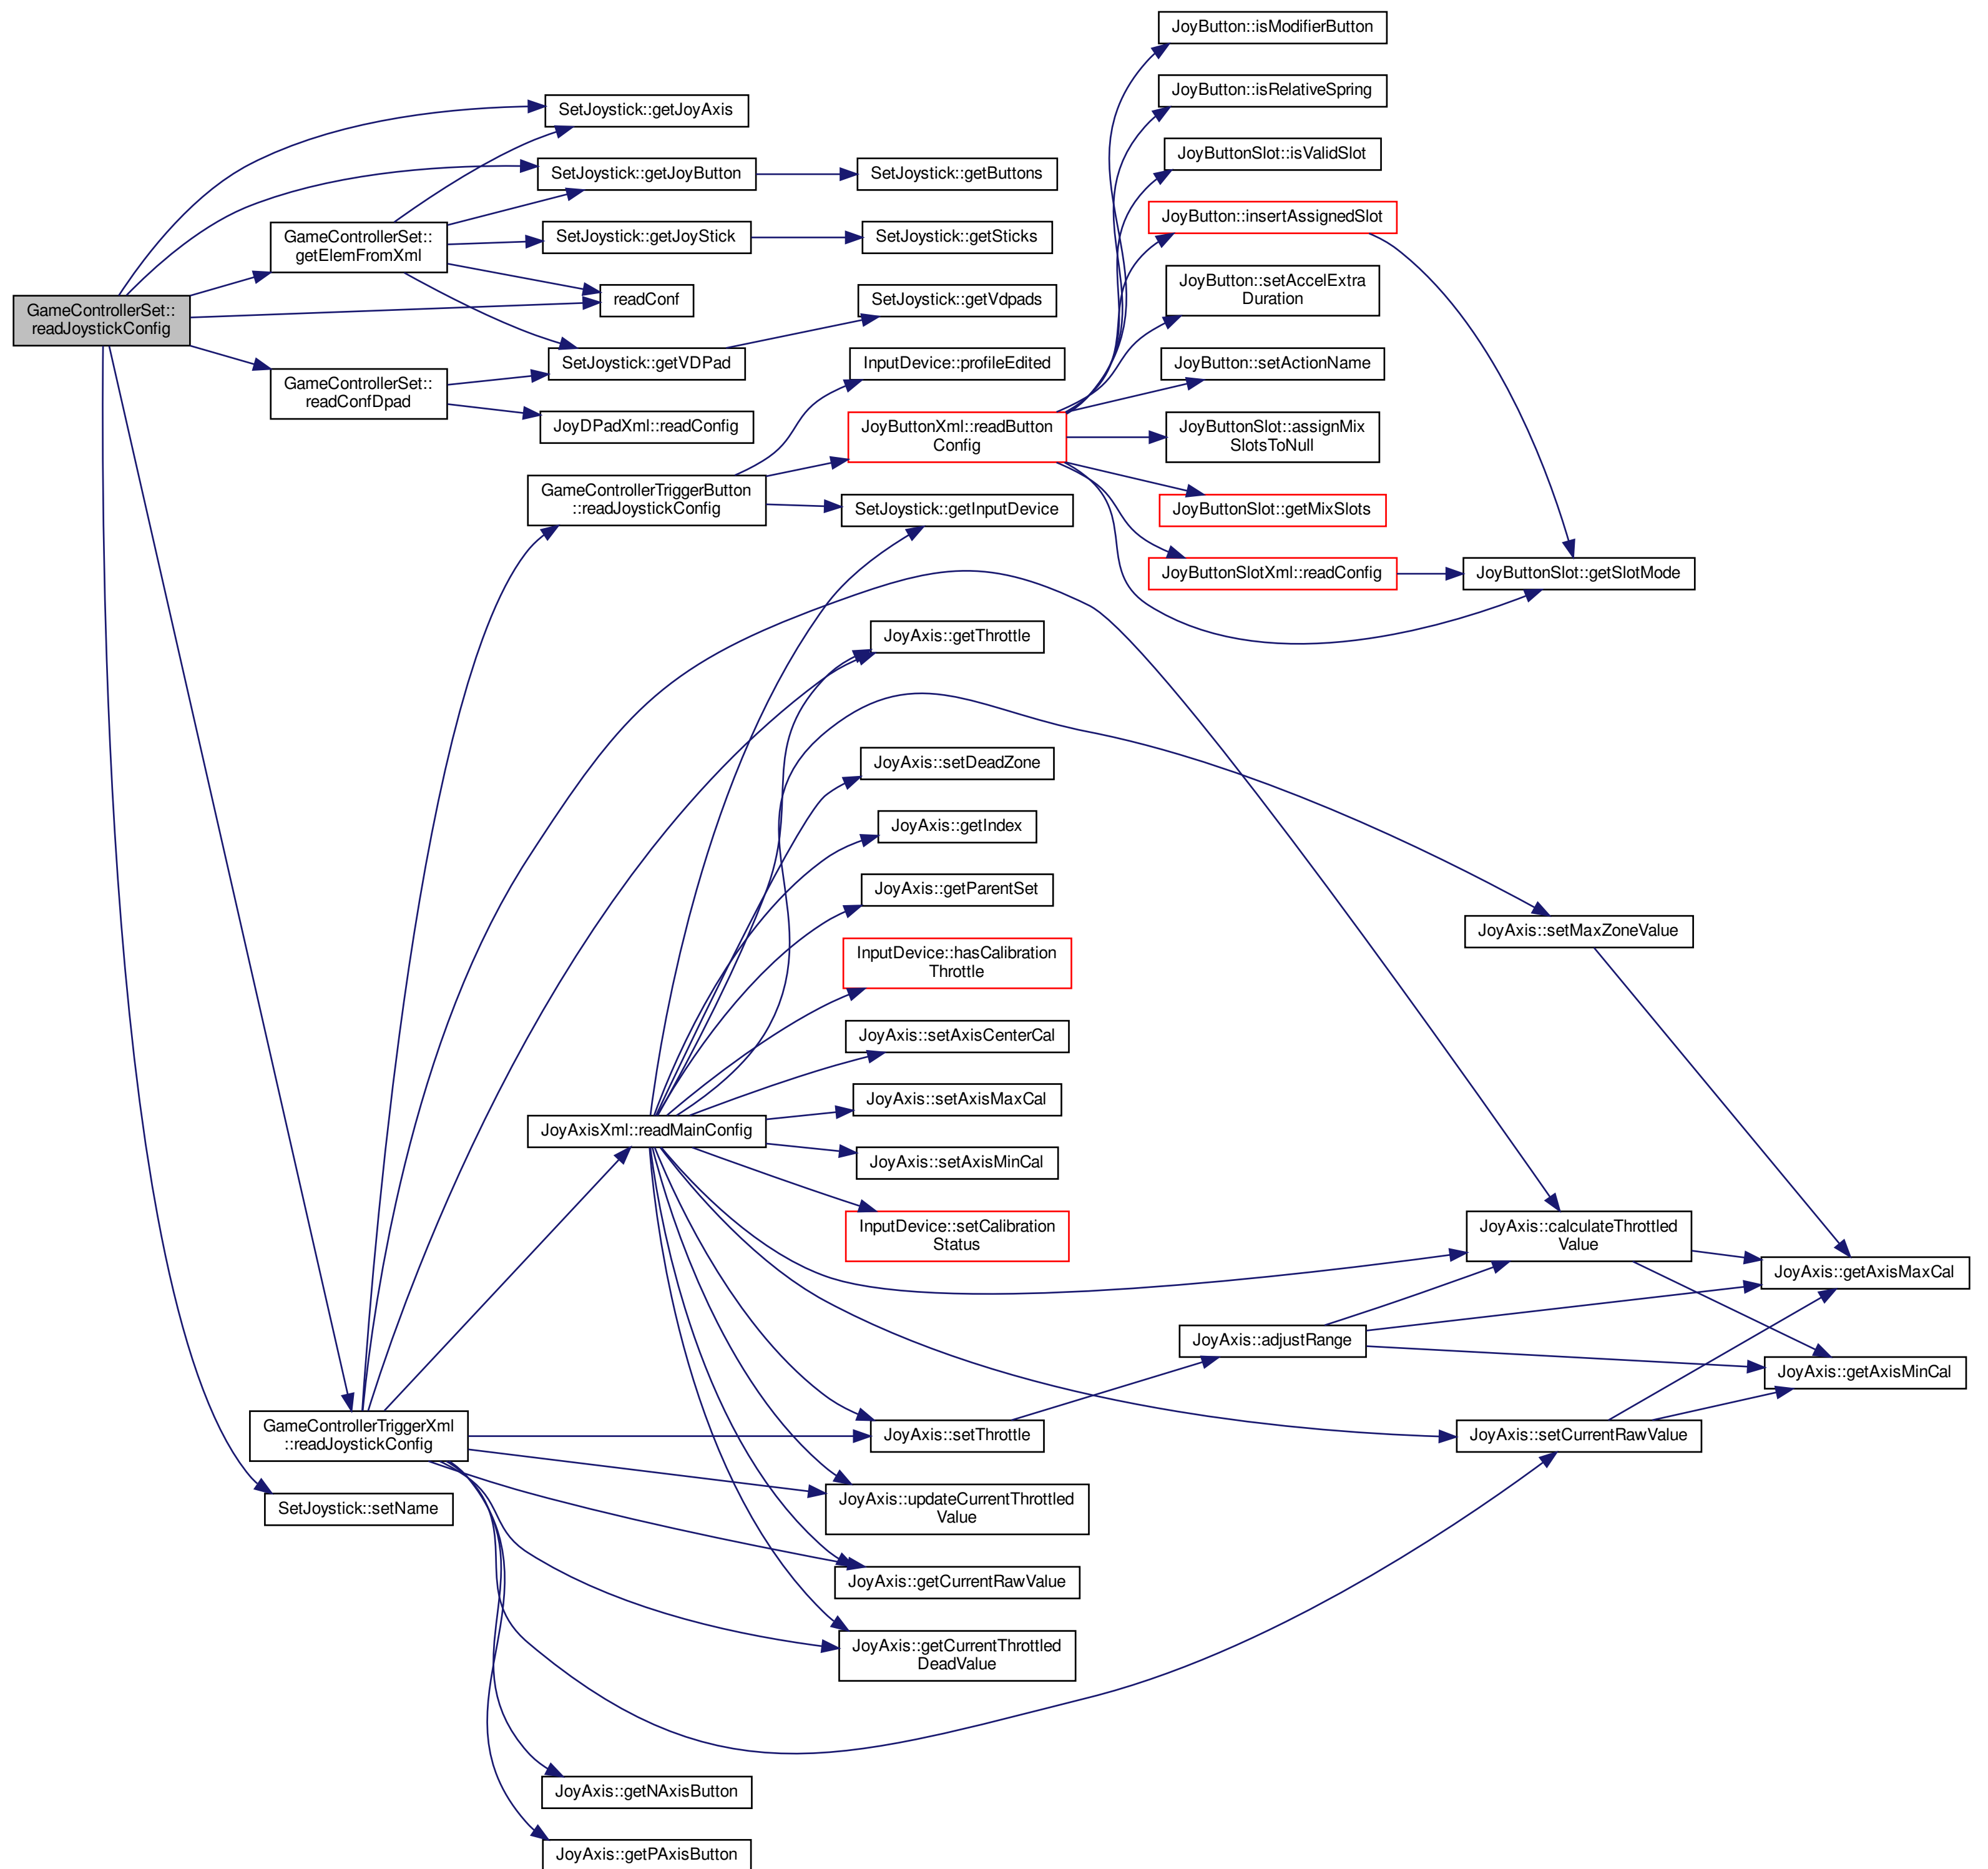 JoyButton::isModifierButton
JoyButton::isRelativeSpring
SetJoystick::getJoyAxis
JoyButtonSlot::isValidSlot
SetJoystick::getJoyButton
SetJoystick::getButtons
JoyButton::insertAssignedSlot
GameControllerSet::
getElemFromXml
SetJoystick::getJoyStick
SetJoystick::getSticks
JoyButton::setAccelExtra
Duration
readConf
SetJoystick::getVdpads
GameControllerSet::
readJoystickConfig
SetJoystick::getVDPad
InputDevice::profileEdited
JoyButton::setActionName
GameControllerSet::
readConfDpad
JoyDPadXml::readConfig
JoyButtonXml::readButton
Config
JoyButtonSlot::assignMix
SlotsToNull
GameControllerTriggerButton
::readJoystickConfig
SetJoystick::getInputDevice
JoyButtonSlot::getMixSlots
JoyButtonSlotXml::readConfig
JoyButtonSlot::getSlotMode
JoyAxis::getThrottle
JoyAxis::setDeadZone
JoyAxis::getIndex
JoyAxis::getParentSet
JoyAxis::setMaxZoneValue
InputDevice::hasCalibration
Throttle
JoyAxis::setAxisCenterCal
JoyAxis::setAxisMaxCal
JoyAxisXml::readMainConfig
JoyAxis::setAxisMinCal
InputDevice::setCalibration
Status
JoyAxis::calculateThrottled
Value
JoyAxis::getAxisMaxCal
JoyAxis::adjustRange
JoyAxis::getAxisMinCal
GameControllerTriggerXml
::readJoystickConfig
JoyAxis::setThrottle
JoyAxis::setCurrentRawValue
SetJoystick::setName
JoyAxis::updateCurrentThrottled
Value
JoyAxis::getCurrentRawValue
JoyAxis::getCurrentThrottled
DeadValue
JoyAxis::getNAxisButton
JoyAxis::getPAxisButton